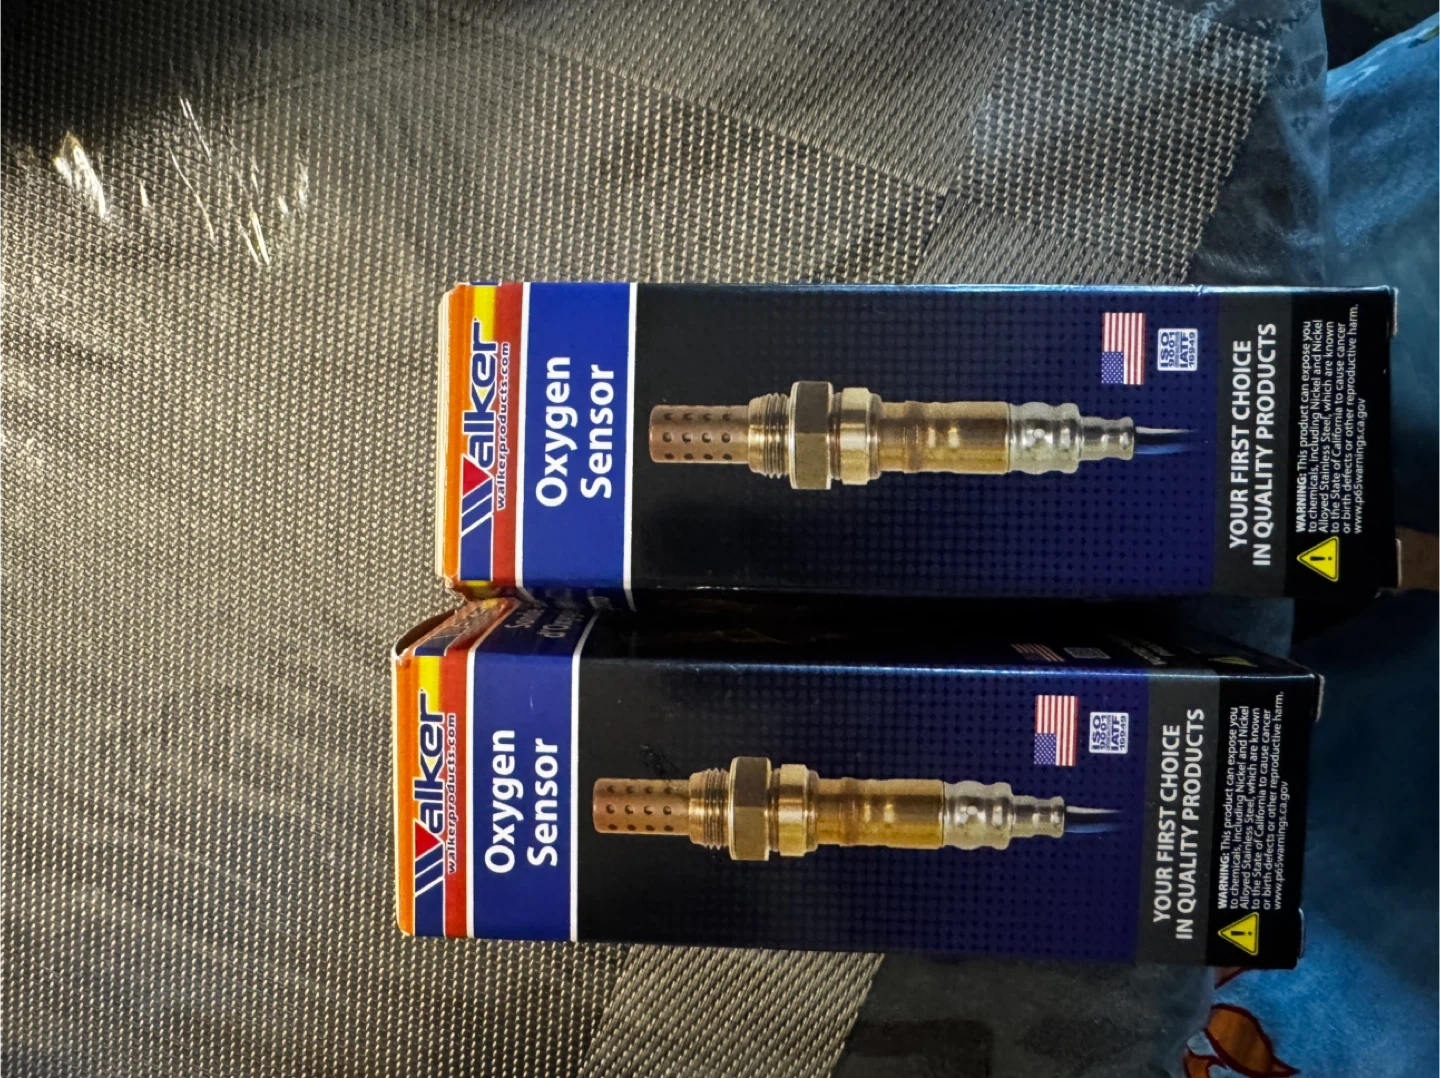 Walker
walkerproducts.com
Oxygen
Sensor
ISO
9001
IATF
16949
YOUR FIRST CHOICE
IN QUALITY PRODUCTS
WARNING: This product can expose you
to chemicals, including Nickel and Nickel
Alloyed Stainless Steel, which are known
to the State of California to cause cancer
or birth defects or other reproductive harm.
www.p65warnings.ca.gov
Walker
walkerproducts.com
Oxygen
Sensor
ISO
9001
IATF
16949
YOUR FIRST CHOICE
IN QUALITY PRODUCTS
WARNING: This product can expose you
to chemicals, including Nickel and Nickel
Alloyed Stainless Steel, which are known
to the State of California to cause cancer
or birth defects or other reproductive harm.
www.p65warnings.ca.gov